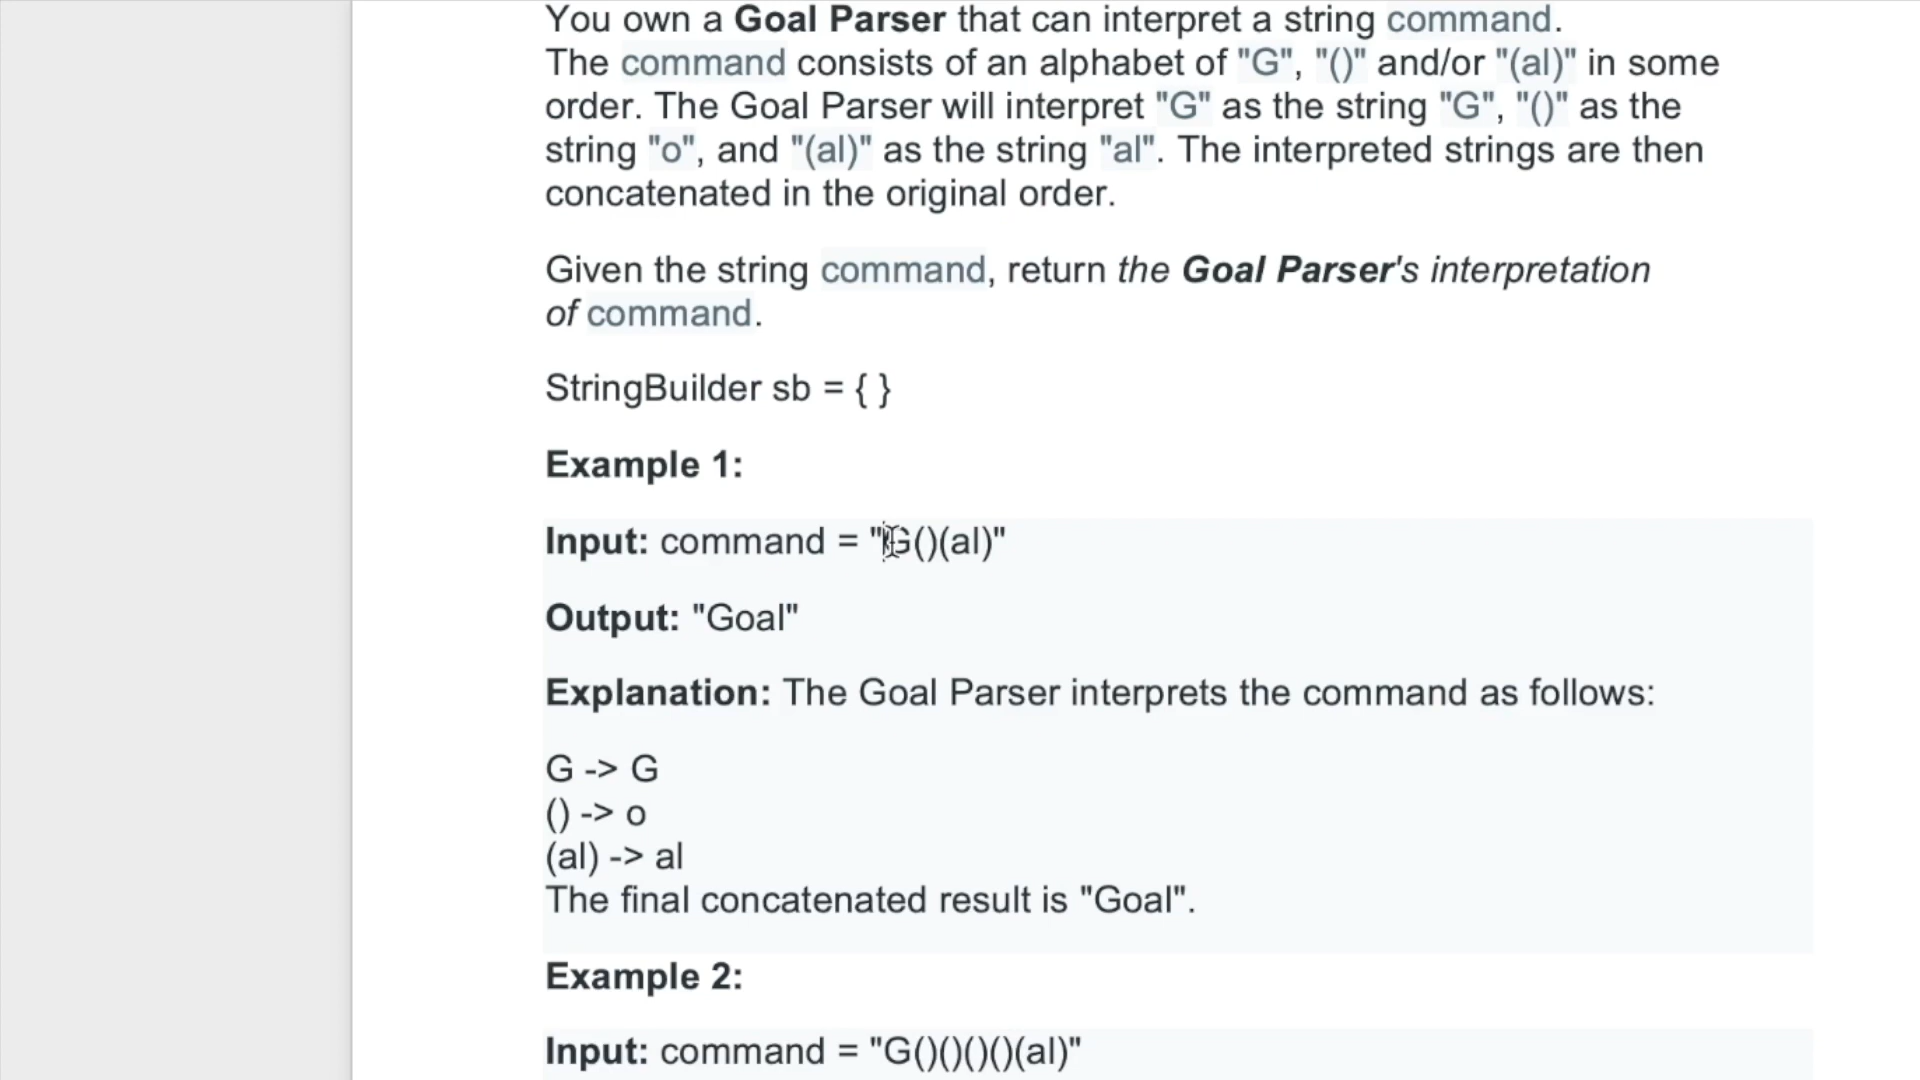 You own a Goal Parser that can interpret a string command.
The command consists of an alphabet of "G", "()" and/or "(al)" in some
order. The Goal Parser will interpret "G" as the string "G", "()" as the
string "o", and "(al)" as the string "al". The interpreted strings are then
concatenated in the original order.
Given the string command, return the Goal Parser's interpretation
of command.
StringBuilder sb = { }
Example 1:
Input: command = "G()(al)"
Output: "Goal"
Explanation: The Goal Parser interprets the command as follows:
G -> G
() -> o
(al) -> al
The final concatenated result is "Goal".
Example 2:
Input: command = "G()()()()(al)"